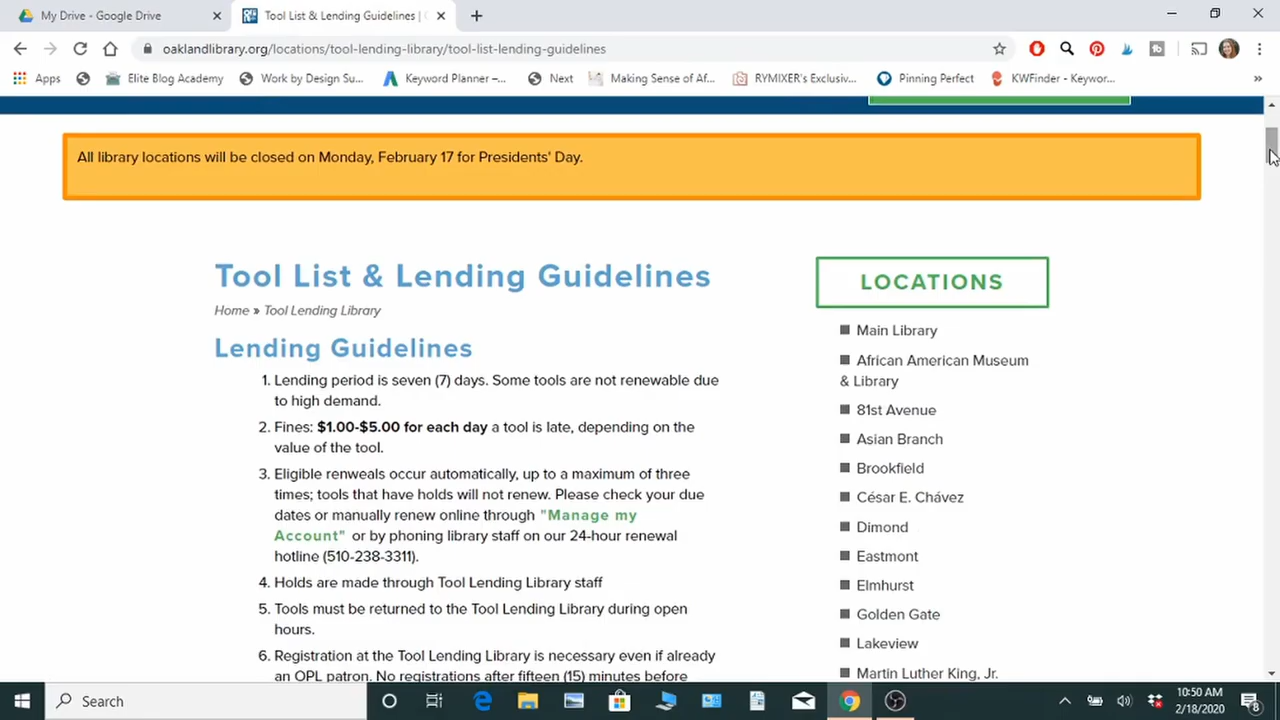 My Drive - Google Drive
Tool List & Lending Guidelines |
oaklandlibrary.org/locations/tool-lending-library/tool-list-lending-guidelines
Apps
Elite Blog Academy
Work by Design Su...
Keyword Planner –...
Next
Making Sense of Af...
RYMIXER's Exclusiv...
Pinning Perfect
KWFinder - Keywor...
»
All library locations will be closed on Monday, February 17 for Presidents' Day.
Tool List & Lending Guidelines
Home » Tool Lending Library
Lending Guidelines
1. Lending period is seven (7) days. Some tools are not renewable due
to high demand.
2. Fines: $1.00-$5.00 for each day a tool is late, depending on the
value of the tool.
3. Eligible renweals occur automatically, up to a maximum of three
times; tools that have holds will not renew. Please check your due
dates or manually renew online through "Manage my
Account" or by phoning library staff on our 24-hour renewal
hotline (510-238-3311).
4. Holds are made through Tool Lending Library staff
5. Tools must be returned to the Tool Lending Library during open
hours.
6. Registration at the Tool Lending Library is necessary even if already
an OPL patron. No registrations after fifteen (15) minutes before
LOCATIONS
Main Library
African American Museum
& Library
81st Avenue
Asian Branch
Brookfield
César E. Chávez
Dimond
Eastmont
Elmhurst
Golden Gate
Lakeview
Martin Luther King, Jr.
Search
10:50 AM
2/18/2020
8